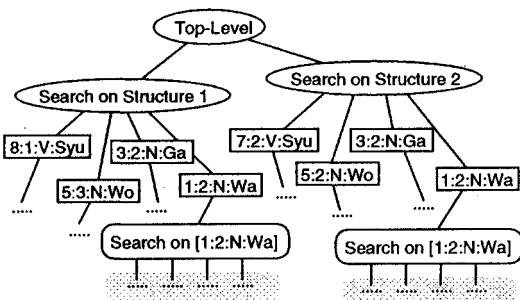 Top-Level
Search on Structure 1
Search on Structure 2
8:1:V:Syu
3:2:N:Ga
7:2:V:Syu
3:2:N:Ga
5:3:N:Wo
1:2:N:Wa
5:2:N:Wo
1:2:N:Wa
.....
.....
.....
.....
.....
.....
Search on [1:2:N:Wa]
Search on [1:2:N:Wa]
..... ..... ..... .....
..... ..... ..... .....